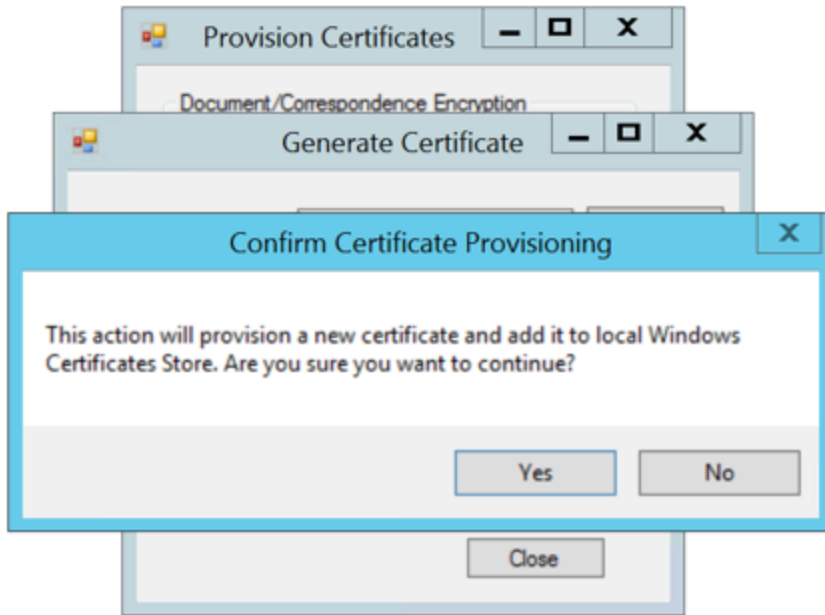 Provision Certificates
Document/Correspondence Encryption
Generate Certificate
Confirm Certificate Provisioning
This action will provision a new certificate and add it to local Windows
Certificates Store. Are you sure you want to continue?
Yes
No
Close